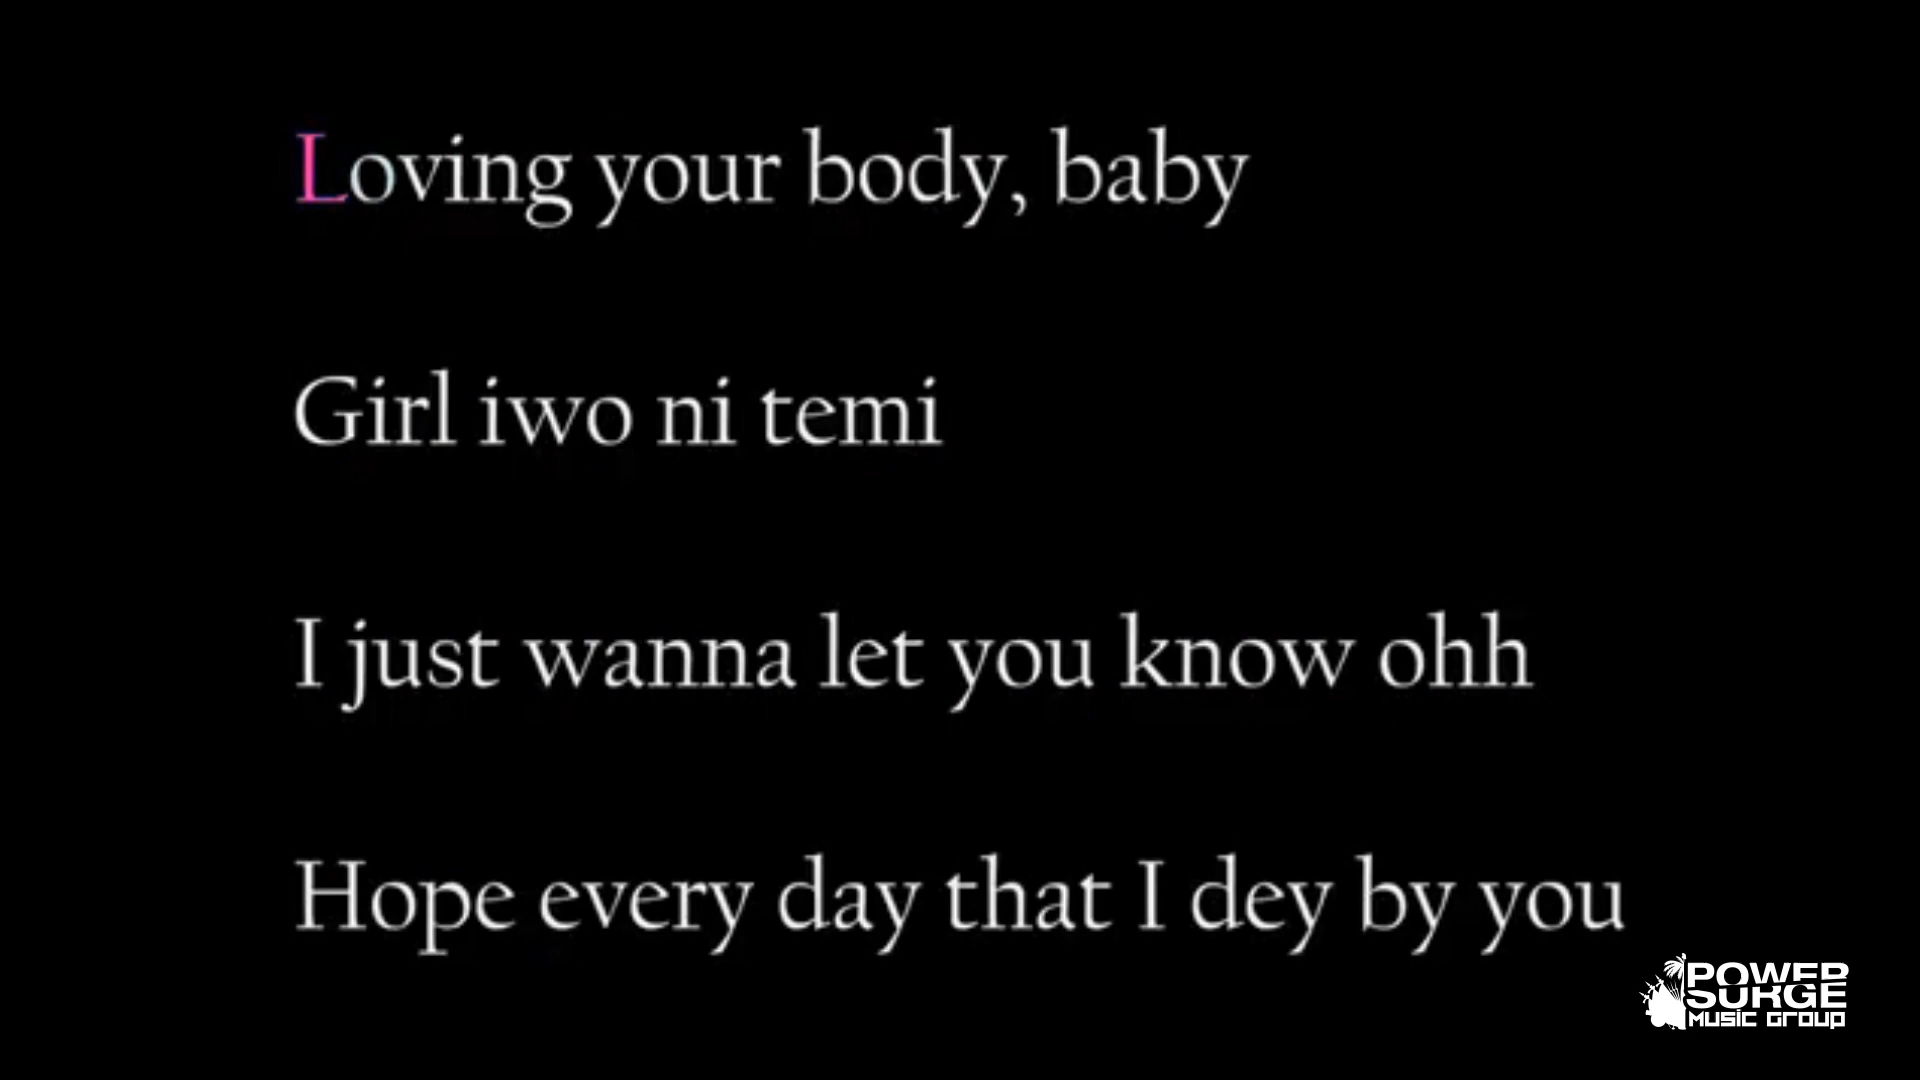 Loving your body, baby
Girl iwo ni temi
I just wanna let you know ohh
Hope every day that I dey by you
POWER
SURGE
MUSIC GROUP